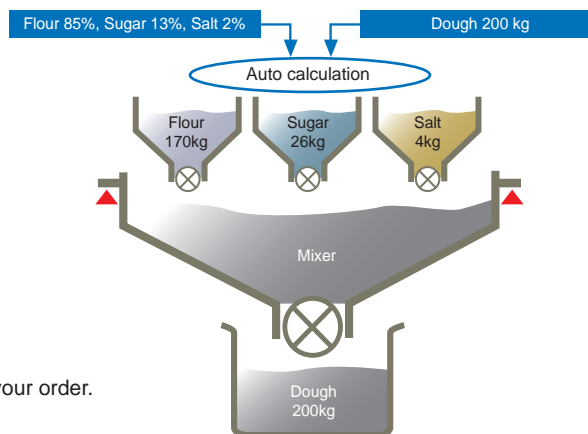 Flour 85%, Sugar 13%, Salt 2%
Dough 200 kg
Auto calculation
Flour
170kg
Sugar
26kg
Salt
4kg
Mixer
your order.
Dough
200kg